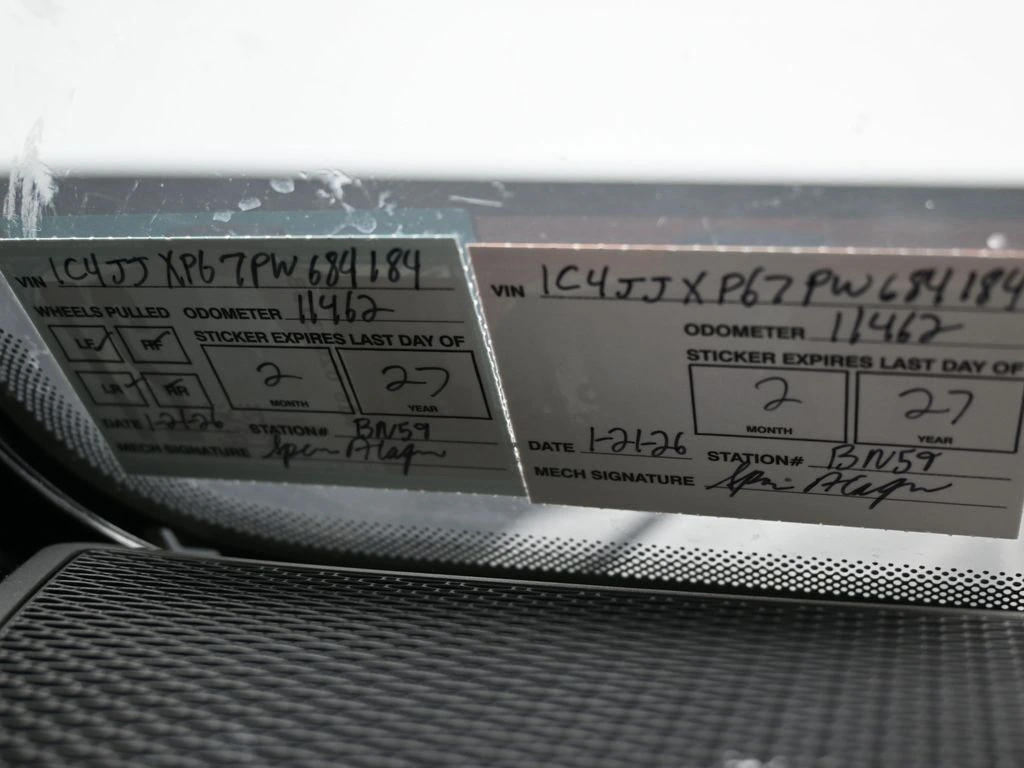 VIN 1C4JJXP67PW684184
WHEELS PULLED ODOMETER 11462
LF RF STICKER EXPIRES LAST DAY OF
LR RR 2 27
MONTH YEAR
DATE 1-21-26 STATION# BN59
MECH SIGNATURE
VIN 1C4JJXP67PW684184
ODOMETER 11462
STICKER EXPIRES LAST DAY OF
2 27
MONTH YEAR
DATE 1-21-26 STATION# BN59
MECH SIGNATURE